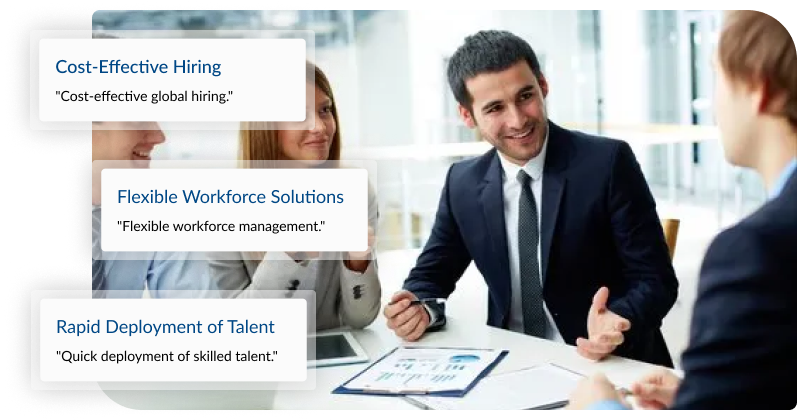 Cost-Effective Hiring
"Cost-effective global hiring."
Flexible Workforce Solutions
"Flexible workforce management."
Rapid Deployment of Talent
"Quick deployment of skilled talent."